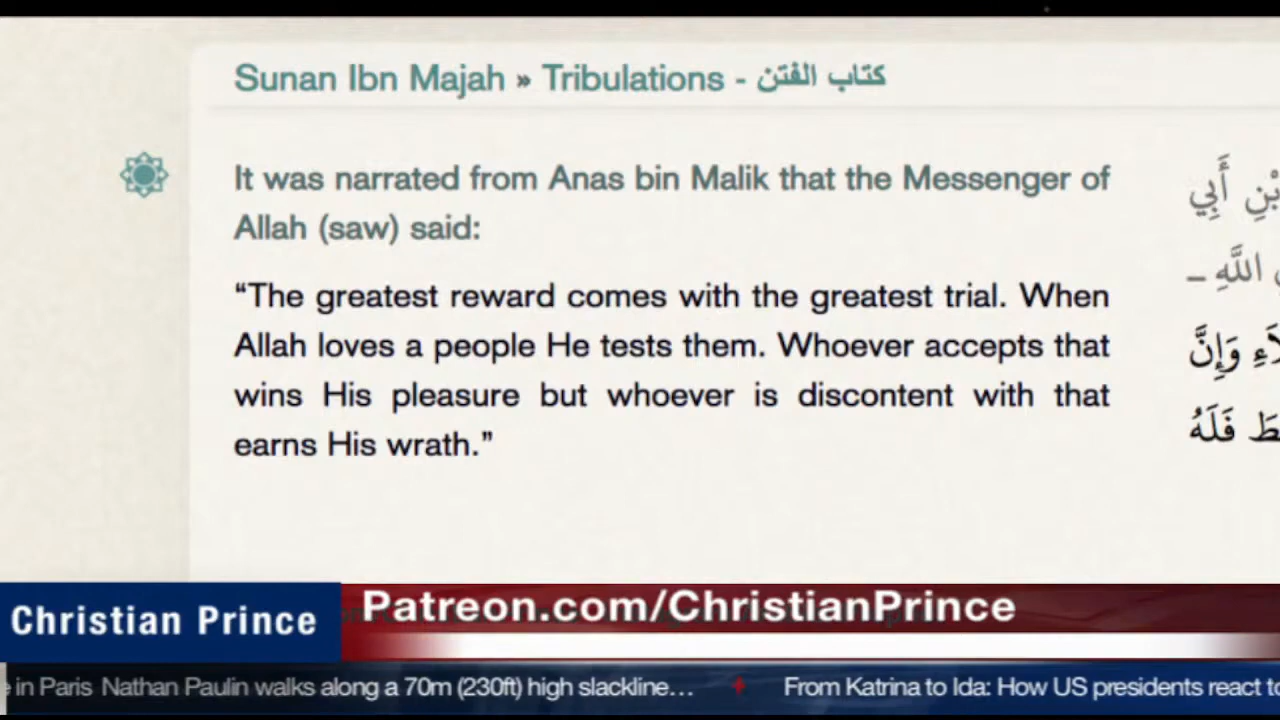 Sunan Ibn Majah » Tribulations - كتاب الفتن
It was narrated from Anas bin Malik that the Messenger of
Allah (saw) said:
“The greatest reward comes with the greatest trial. When
Allah loves a people He tests them. Whoever accepts that
wins His pleasure but whoever is discontent with that
earns His wrath.”
بْنِ أَبِي
اللَّهِ ـ
وَإِنَّ
فَلَهُ
Christian Prince
Patreon.com/ChristianPrince
in Paris Nathan Paulin walks along a 70m (230ft) high slackline... From Katrina to Ida: How US presidents react to